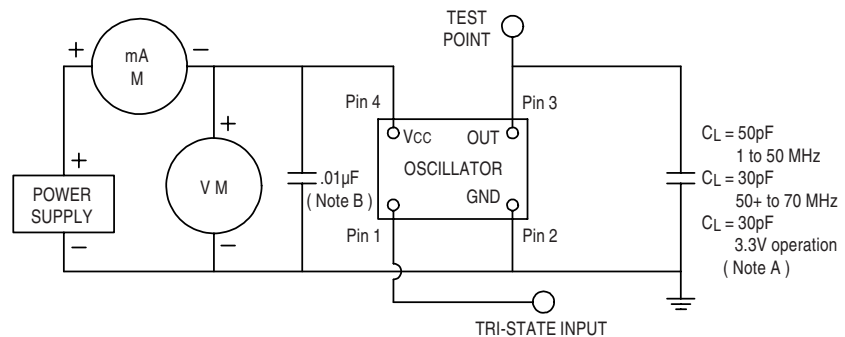 TEST
POINT
+
mA
M
−
Pin 4
Pin 3
+
VCC
OUT
CL = 50pF
1 to 50 MHz
+
POWER
SUPPLY
−
V M
.01µF
( Note B )
OSCILLATOR
GND
CL = 30pF
50+ to 70 MHz
CL = 30pF
3.3V operation
( Note A )
−
Pin 1
Pin 2
TRI-STATE INPUT